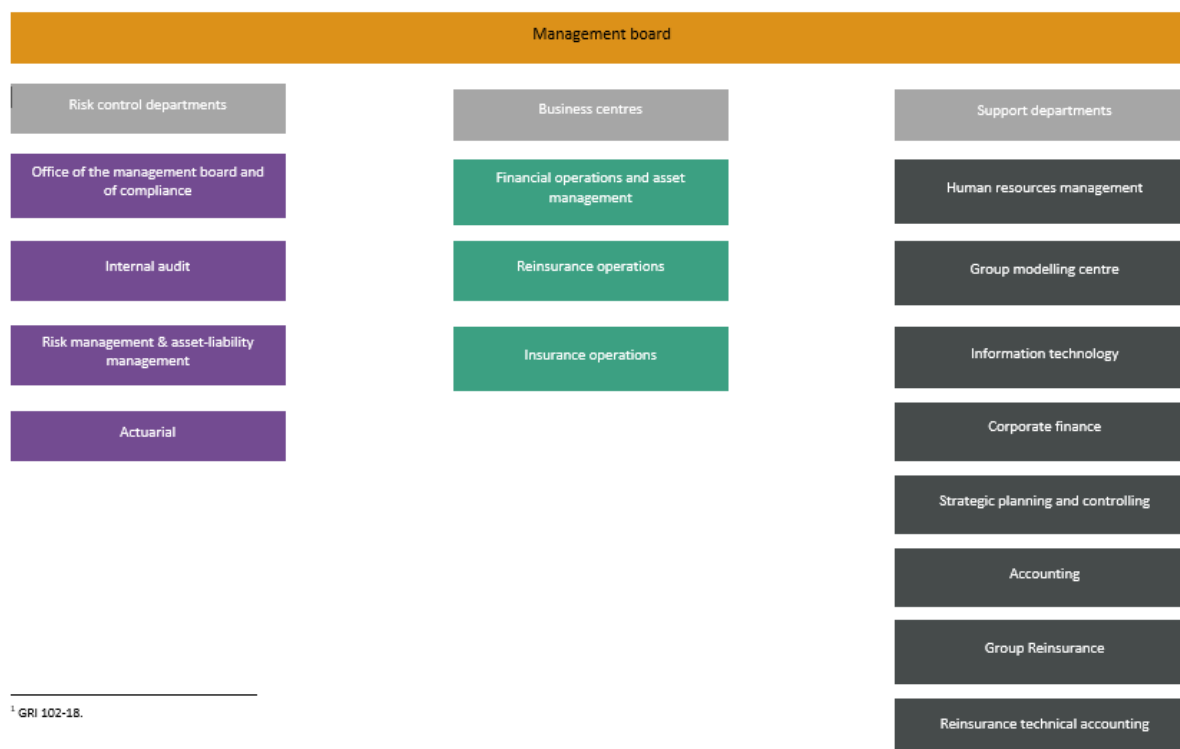 Management board
Risk control departments
Office of the management board and
of compliance
Internal audit
Risk management & asset-liability
management
Actuarial
Business centres
Financial operations and asset
management
Reinsurance operations
Insurance operations
Support departments
Human resources management
Group modelling centre
Information technology
Corporate finance
Strategic planning and controlling
Accounting
Group Reinsurance
Reinsurance technical accounting
1 GRI 102-18.